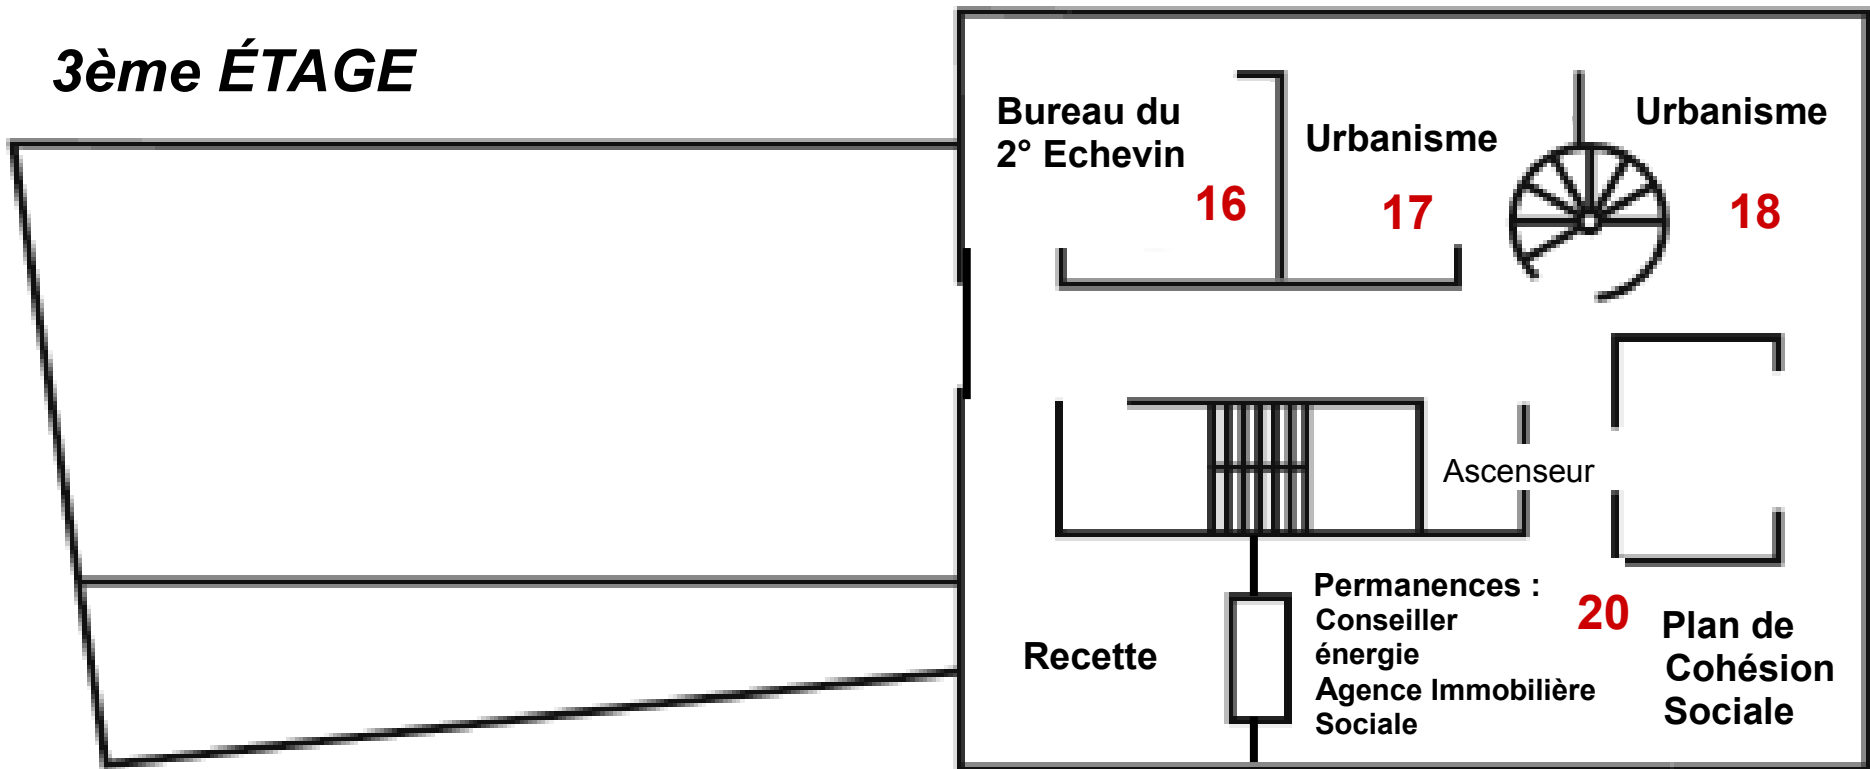 3ème ÉTAGE
Bureau du
2° Echevin
16
Urbanisme
17
Urbanisme
18
Ascenseur
Recette
Permanences :
Conseiller
énergie
Agence Immobilière
Sociale
20
Plan de
Cohésion
Sociale